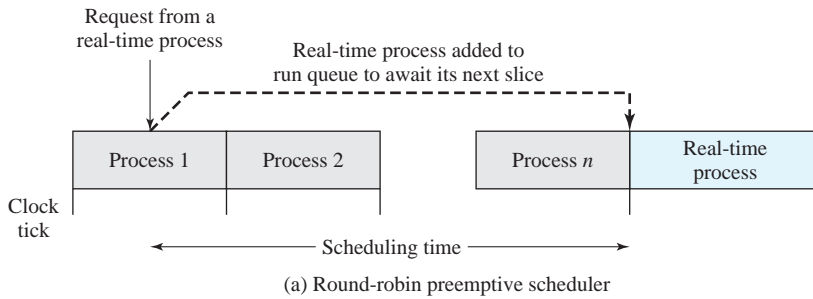 Request from a
real-time process
Real-time process added to
run queue to await its next slice
Process 1
Process 2
Process n
Real-time
process
Clock
tick
Scheduling time
(a) Round-robin preemptive scheduler